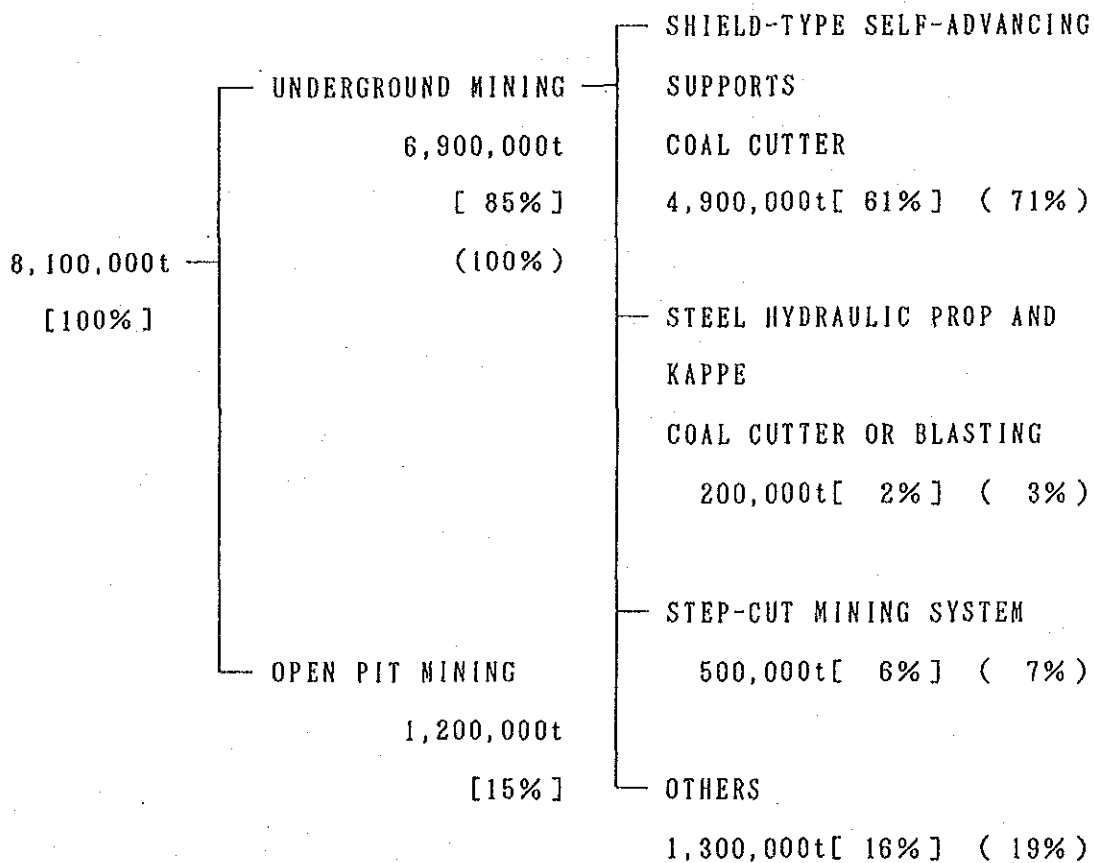 8,100,000t
[100%]
UNDERGROUND MINING
6,900,000t
[ 85%]
(100%)
OPEN PIT MINING
1,200,000t
[15%]
SHIELD-TYPE SELF-ADVANCING
SUPPORTS
COAL CUTTER
4,900,000t[ 61%] ( 71%)
STEEL HYDRAULIC PROP AND
KAPPE
COAL CUTTER OR BLASTING
200,000t[ 2%] ( 3%)
STEP-CUT MINING SYSTEM
500,000t[ 6%] ( 7%)
OTHERS
1,300,000t[ 16%] ( 19%)